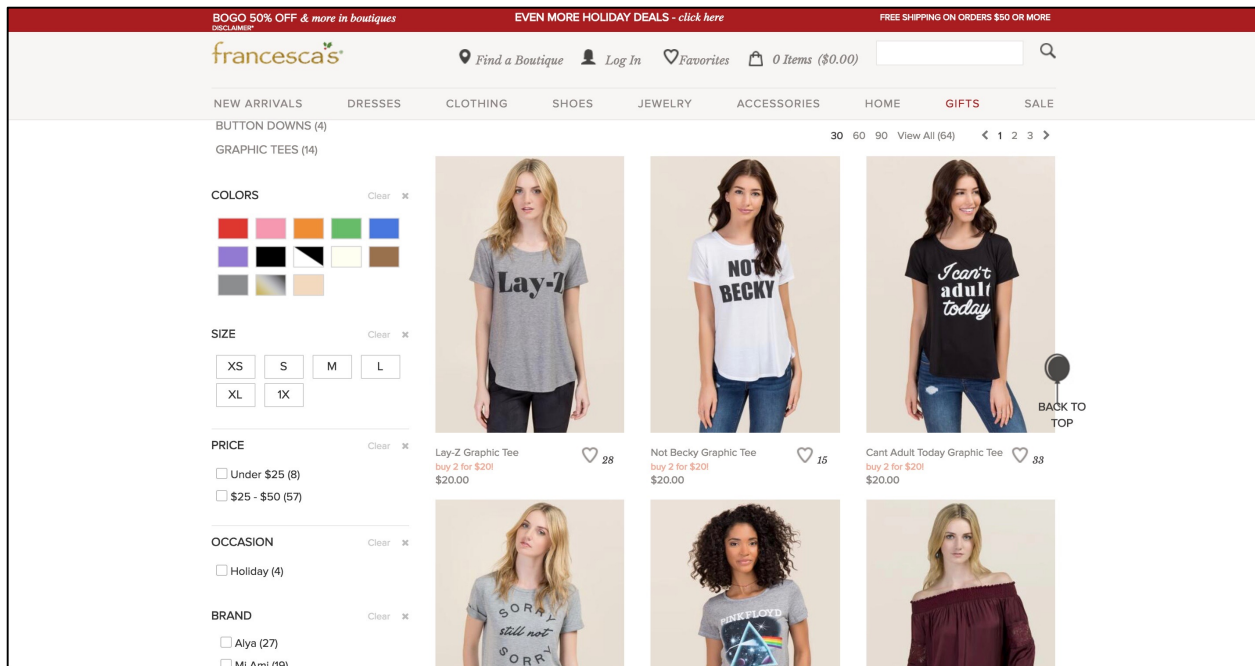 BOGO 50% OFF & more in boutiques
DISCLAIMER*
EVEN MORE HOLIDAY DEALS - click here
FREE SHIPPING ON ORDERS $50 OR MORE
francesca's®
Find a Boutique
Log In
Favorites
0 Items ($0.00)
NEW ARRIVALS DRESSES CLOTHING SHOES JEWELRY ACCESSORIES HOME GIFTS SALE
BUTTON DOWNS (4)
GRAPHIC TEES (14)
30 60 90 View All (64) 1 2 3
COLORS Clear
SIZE Clear
XS S M L
XL 1X
PRICE Clear
Under $25 (8)
$25 - $50 (57)
OCCASION Clear
Holiday (4)
BRAND Clear
Alya (27)
Mi Ami (19)
Lay-Z
NOT
BECKY
I can't
adult
today
BACK TO
TOP
Lay-Z Graphic Tee
buy 2 for $20!
$20.00
28
Not Becky Graphic Tee
buy 2 for $20!
$20.00
15
Cant Adult Today Graphic Tee
buy 2 for $20!
$20.00
33
SORRY
still not
SORRY
PINK FLOYD